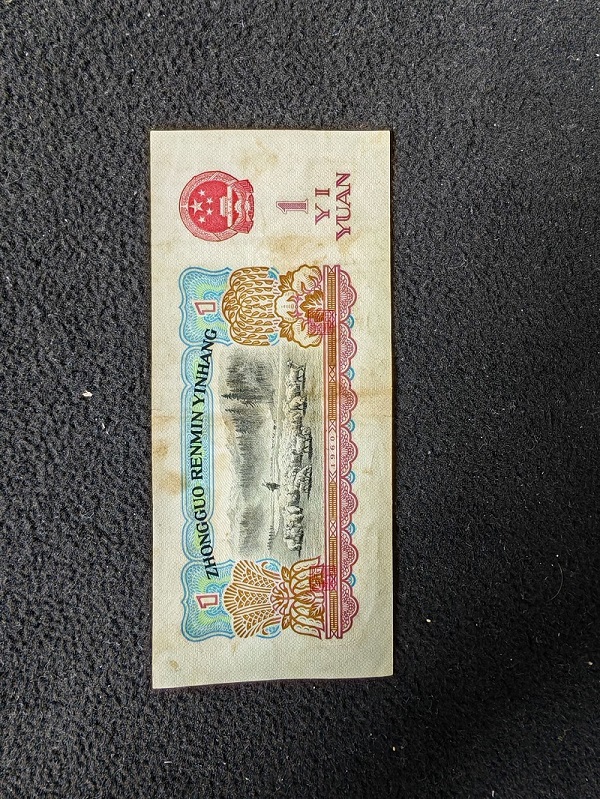 ZHONGGUO RENMIN YINHANG
1
1
1
YI
YUAN
1960